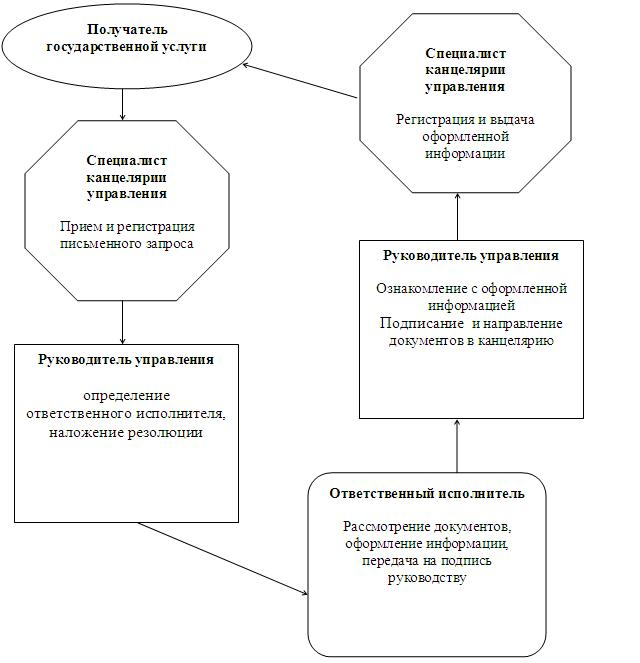 Получатель
государственной услуги
Специалист
канцелярии
управления
Прием и регистрация
письменного запроса
Руководитель управления
определение
ответственного исполнителя,
наложение резолюции
Ответственный исполнитель
Рассмотрение документов,
оформление информации,
передача на подпись
руководству
Руководитель управления
Ознакомление с оформленной
информацией
Подписание и направление
документов в канцелярию
Специалист
канцелярии
управления
Регистрация и выдача
оформленной
информации